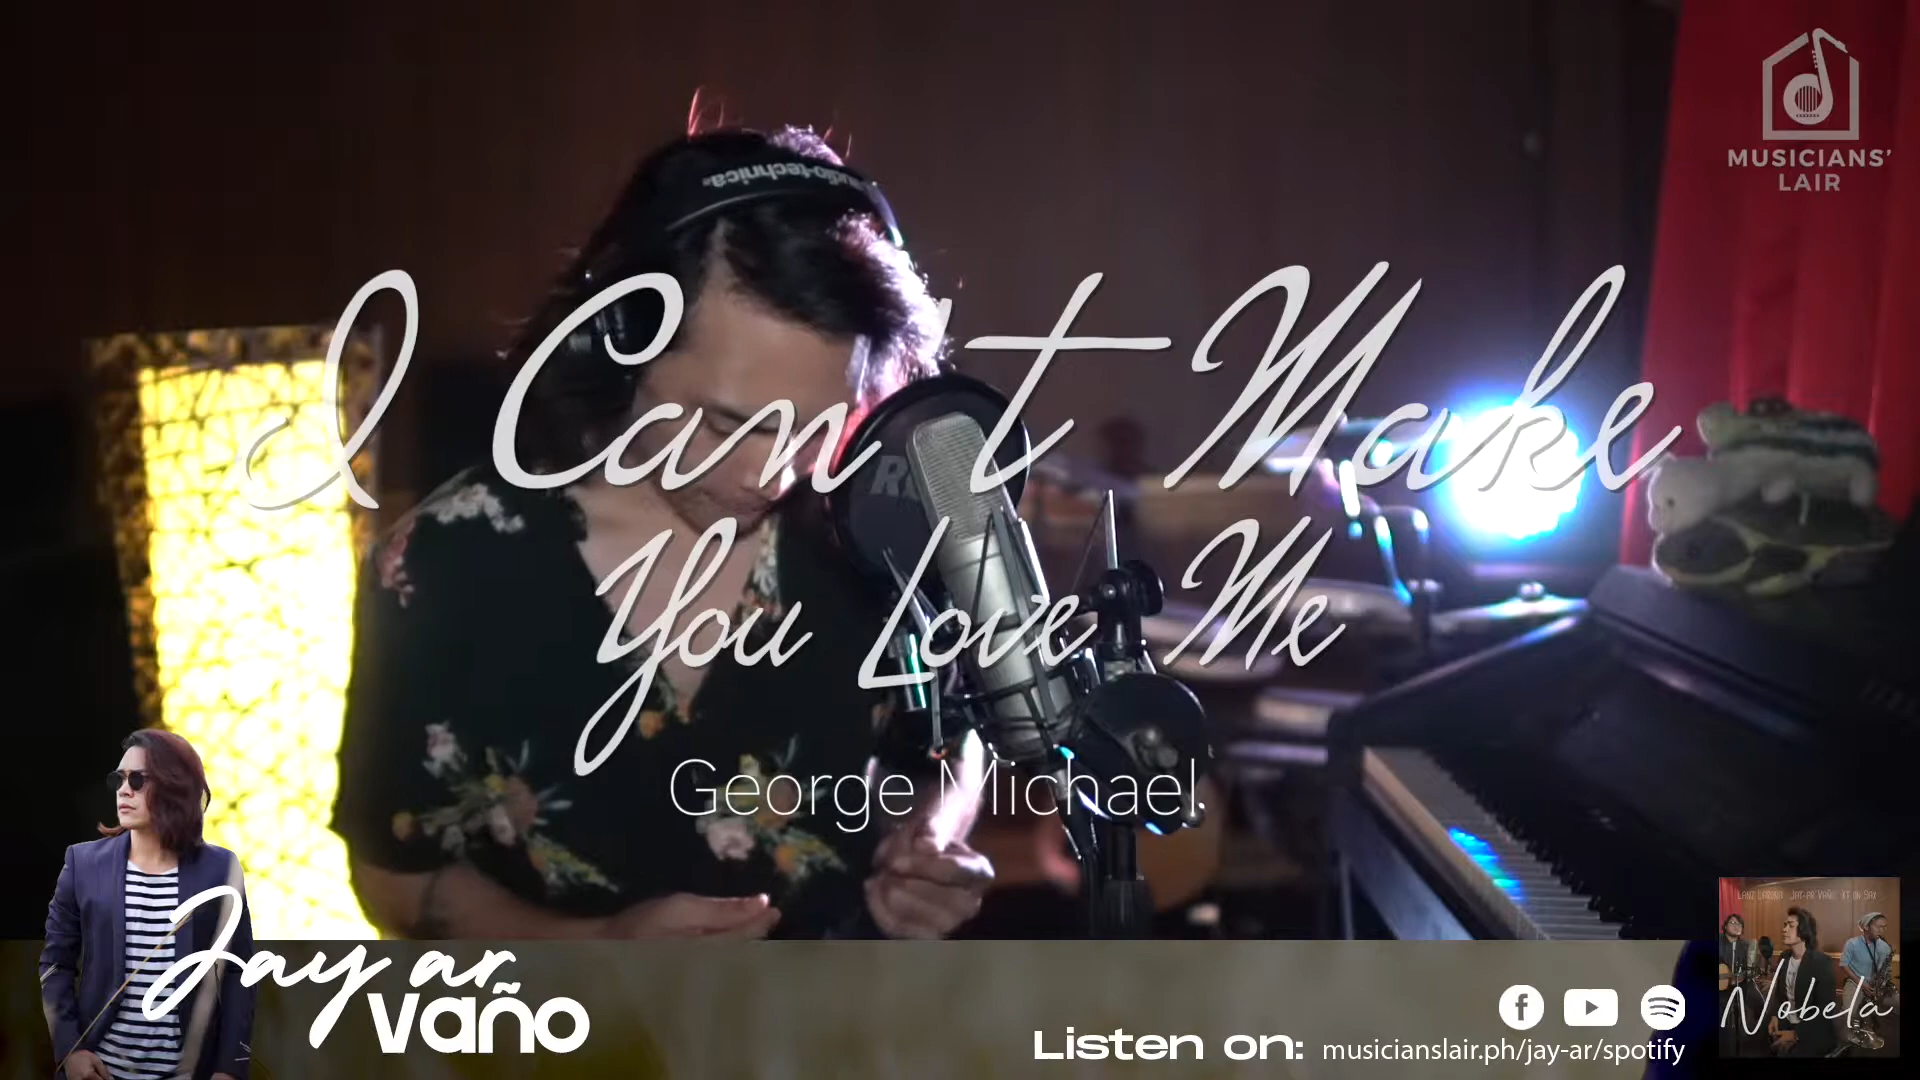 audio-technica
MUSICIANS'
LAIR
I Can't Make
You Love Me
George Michael
Jay ar
vaño
Listen on: musicianslair.ph/jay-ar/spotify
Nobela